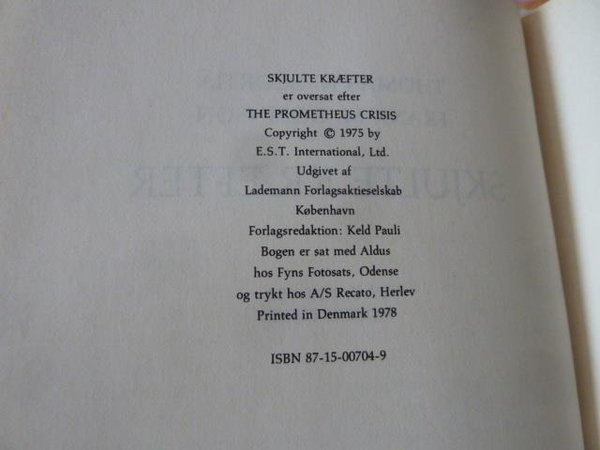 SKJULTE KRÆFTER
er oversat efter
THE PROMETHEUS CRISIS
Copyright © 1975 by
E.S.T. International, Ltd.
Udgivet af
Lademann Forlagsaktieselskab
København
Forlagsredaktion: Keld Pauli
Bogen er sat med Aldus
hos Fyns Fotosats, Odense
og trykt hos A/S Recato, Herlev
Printed in Denmark 1978
ISBN 87-15-00704-9